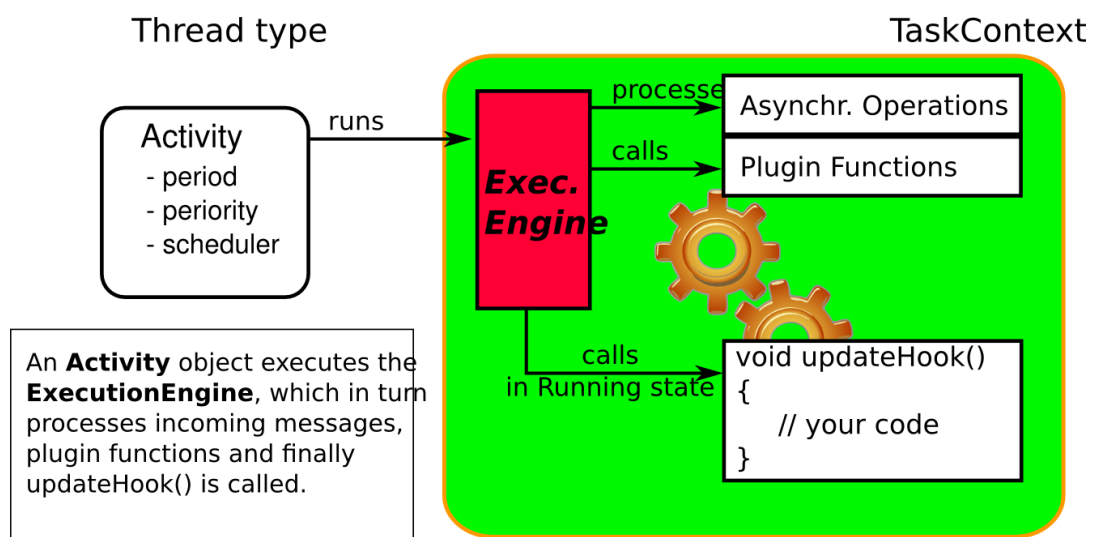 Thread type
TaskContext
Activity
- period
- periority
- scheduler
runs
Exec.
Engine
processe
Asynchr. Operations
calls
Plugin Functions
calls
in Running state
void updateHook()
{
// your code
}
An Activity object executes the
ExecutionEngine, which in turn
processes incoming messages,
plugin functions and finally
updateHook() is called.